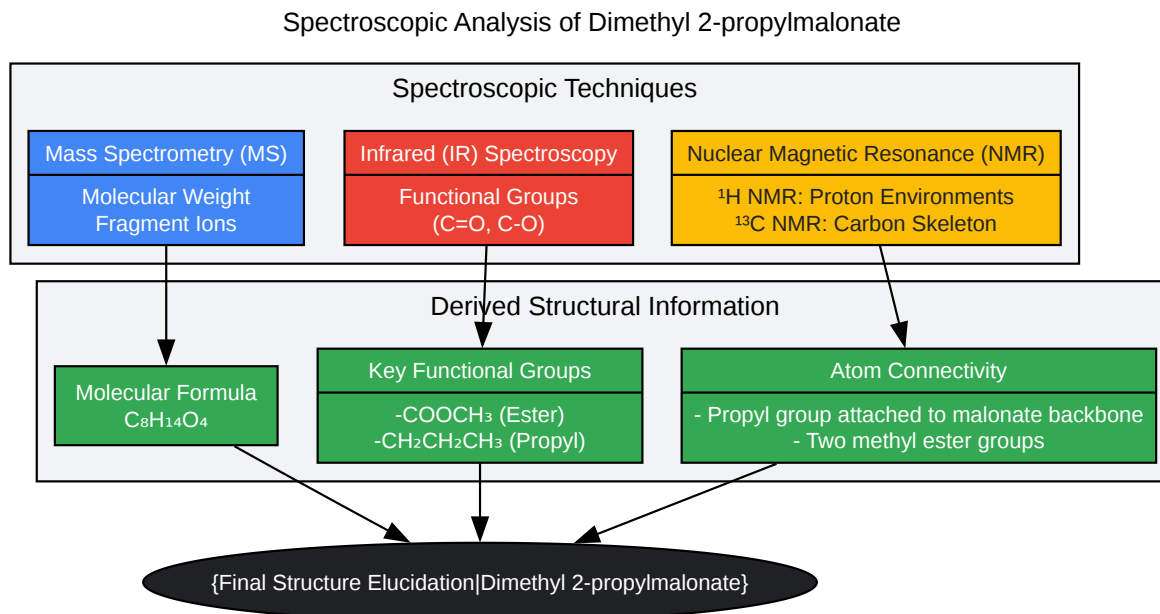 Spectroscopic Analysis of Dimethyl 2-propylmalonate
Spectroscopic Techniques
Mass Spectrometry (MS)
Molecular Weight
Fragment Ions
Infrared (IR) Spectroscopy
Functional Groups
(C=O, C-O)
Nuclear Magnetic Resonance (NMR)
¹H NMR: Proton Environments
¹³C NMR: Carbon Skeleton
Derived Structural Information
Molecular Formula
C₈H₁₄O₄
Key Functional Groups
-COOCH₃ (Ester)
-CH₂CH₂CH₃ (Propyl)
Atom Connectivity
- Propyl group attached to malonate backbone
- Two methyl ester groups
{Final Structure Elucidation|Dimethyl 2-propylmalonate}